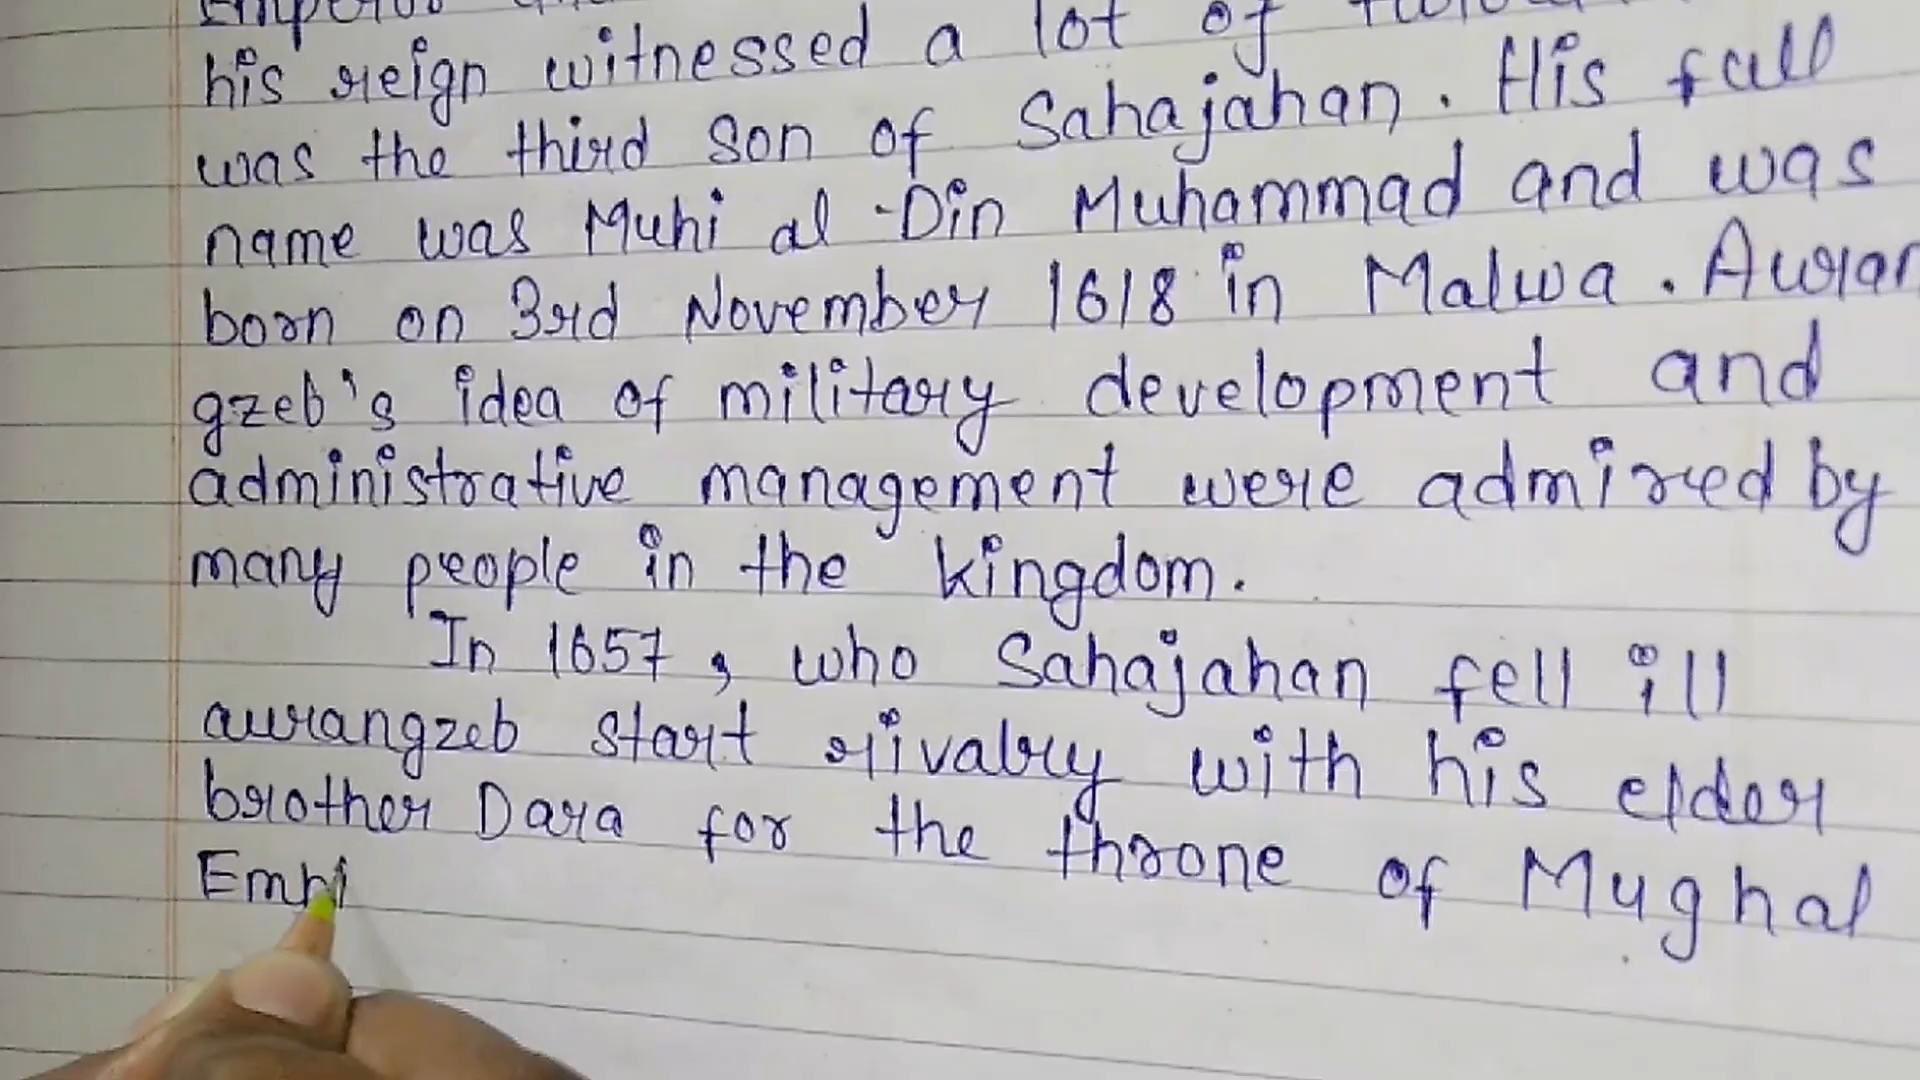 his reign witnessed a lot of
was the third son of Sahajahan. His full
name was Muhi al-Din Muhammad and was
born on 3rd November 1618 in Malwa. Auran
gzeb's idea of military development and
administrative management were admired by
many people in the kingdom.
In 1657, who Sahajahan fell ill
aurangzeb start rivalry with his elder
brother Dara for the throne of Mughal
Empi